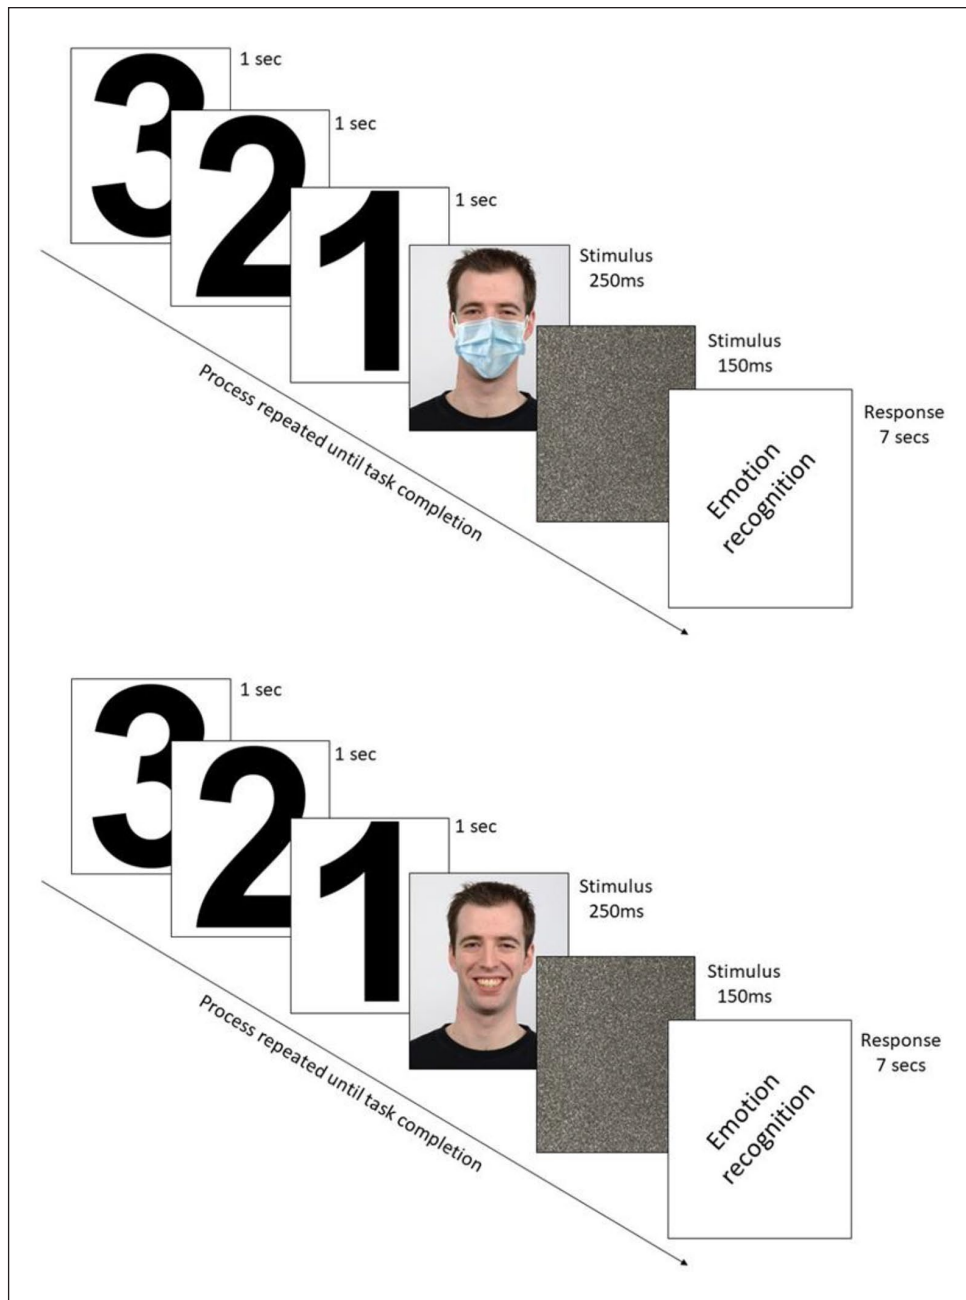 3
1 sec
2
1 sec
1
1 sec
Stimulus
250ms
Stimulus
150ms
Response
7 secs
Emotion
recognition
Process repeated until task completion
3
1 sec
2
1 sec
1
1 sec
Stimulus
250ms
Stimulus
150ms
Response
7 secs
Emotion
recognition
Process repeated until task completion